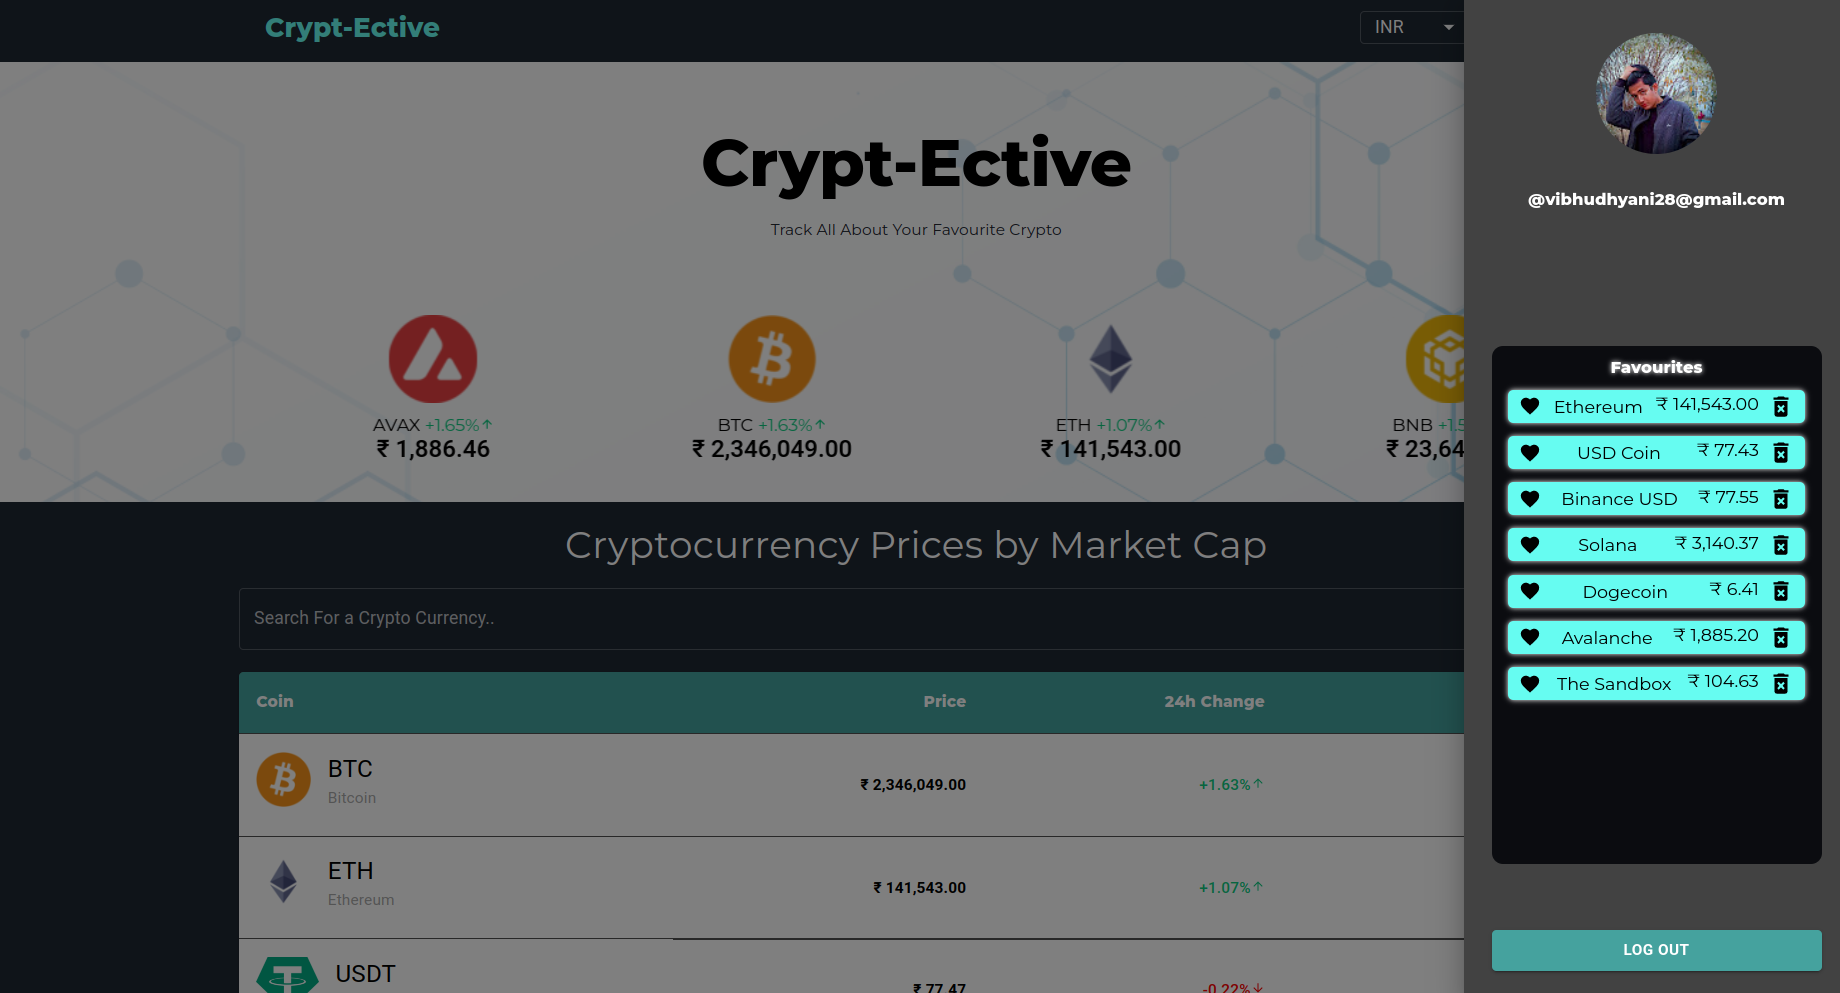 Crypt-Ective
INR
Crypt-Ective
Track All About Your Favourite Crypto
AVAX +1.65%↑
₹ 1,886.46
BTC +1.63%↑
₹ 2,346,049.00
ETH +1.07%↑
₹ 141,543.00
BNB +1.5
₹ 23,64
Cryptocurrency Prices by Market Cap
Search For a Crypto Currency..
Coin Price 24h Change
BTC
Bitcoin
₹ 2,346,049.00
+1.63%↑
ETH
Ethereum
₹ 141,543.00
+1.07%↑
USDT
₹ 77.47
-0.22%↓
@vibhudhyani28@gmail.com
Favourites
Ethereum ₹ 141,543.00
USD Coin ₹ 77.43
Binance USD ₹ 77.55
Solana ₹ 3,140.37
Dogecoin ₹ 6.41
Avalanche ₹ 1,885.20
The Sandbox ₹ 104.63
LOG OUT